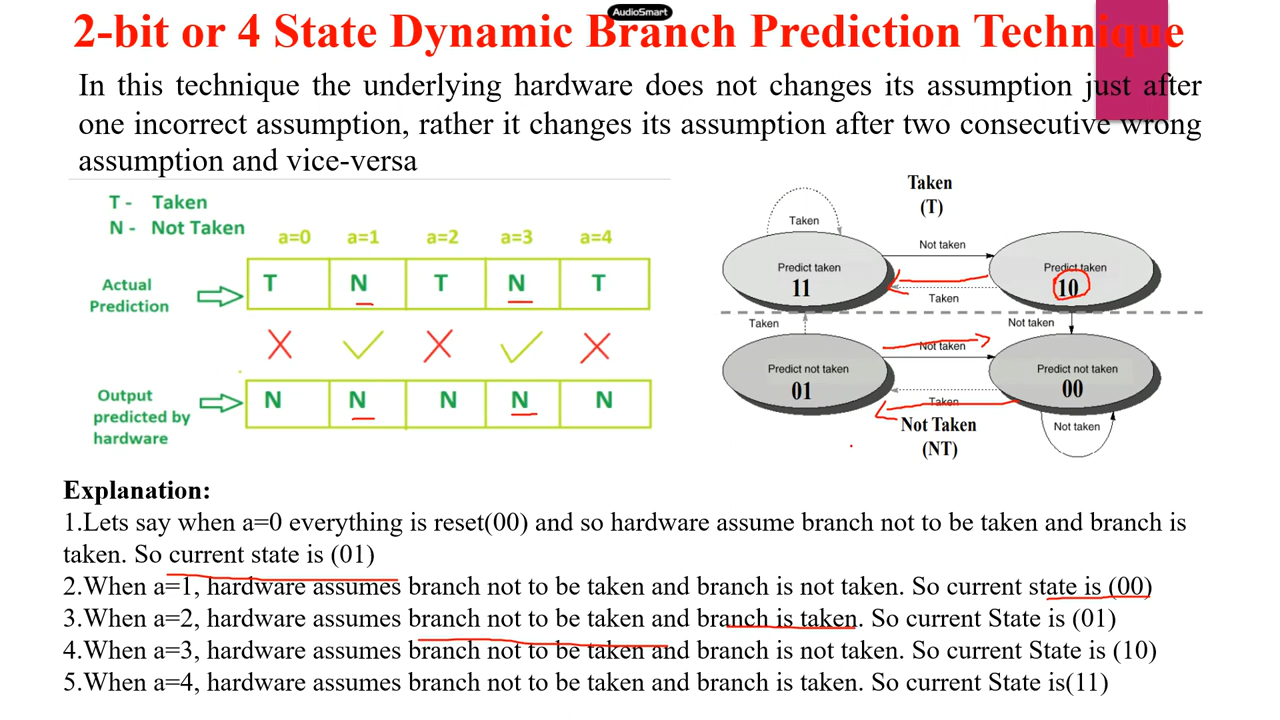 AudioSmart
2-bit or 4 State Dynamic Branch Prediction Technique
In this technique the underlying hardware does not changes its assumption just after
one incorrect assumption, rather it changes its assumption after two consecutive wrong
assumption and vice-versa
T - Taken
N - Not Taken
a=0 a=1 a=2 a=3 a=4
Actual
Prediction
T N T N T
Output
predicted by
hardware
N N N N N
Taken
(T)
Taken
Not taken
Predict taken
11
Predict taken
10
Taken
Taken
Not taken
Not taken
Predict not taken
01
Predict not taken
00
Taken
Not Taken
(NT)
Not taken
Explanation:
1.Lets say when a=0 everything is reset(00) and so hardware assume branch not to be taken and branch is
taken. So current state is (01)
2.When a=1, hardware assumes branch not to be taken and branch is not taken. So current state is (00)
3.When a=2, hardware assumes branch not to be taken and branch is taken. So current State is (01)
4.When a=3, hardware assumes branch not to be taken and branch is not taken. So current State is (10)
5.When a=4, hardware assumes branch not to be taken and branch is taken. So current State is(11)